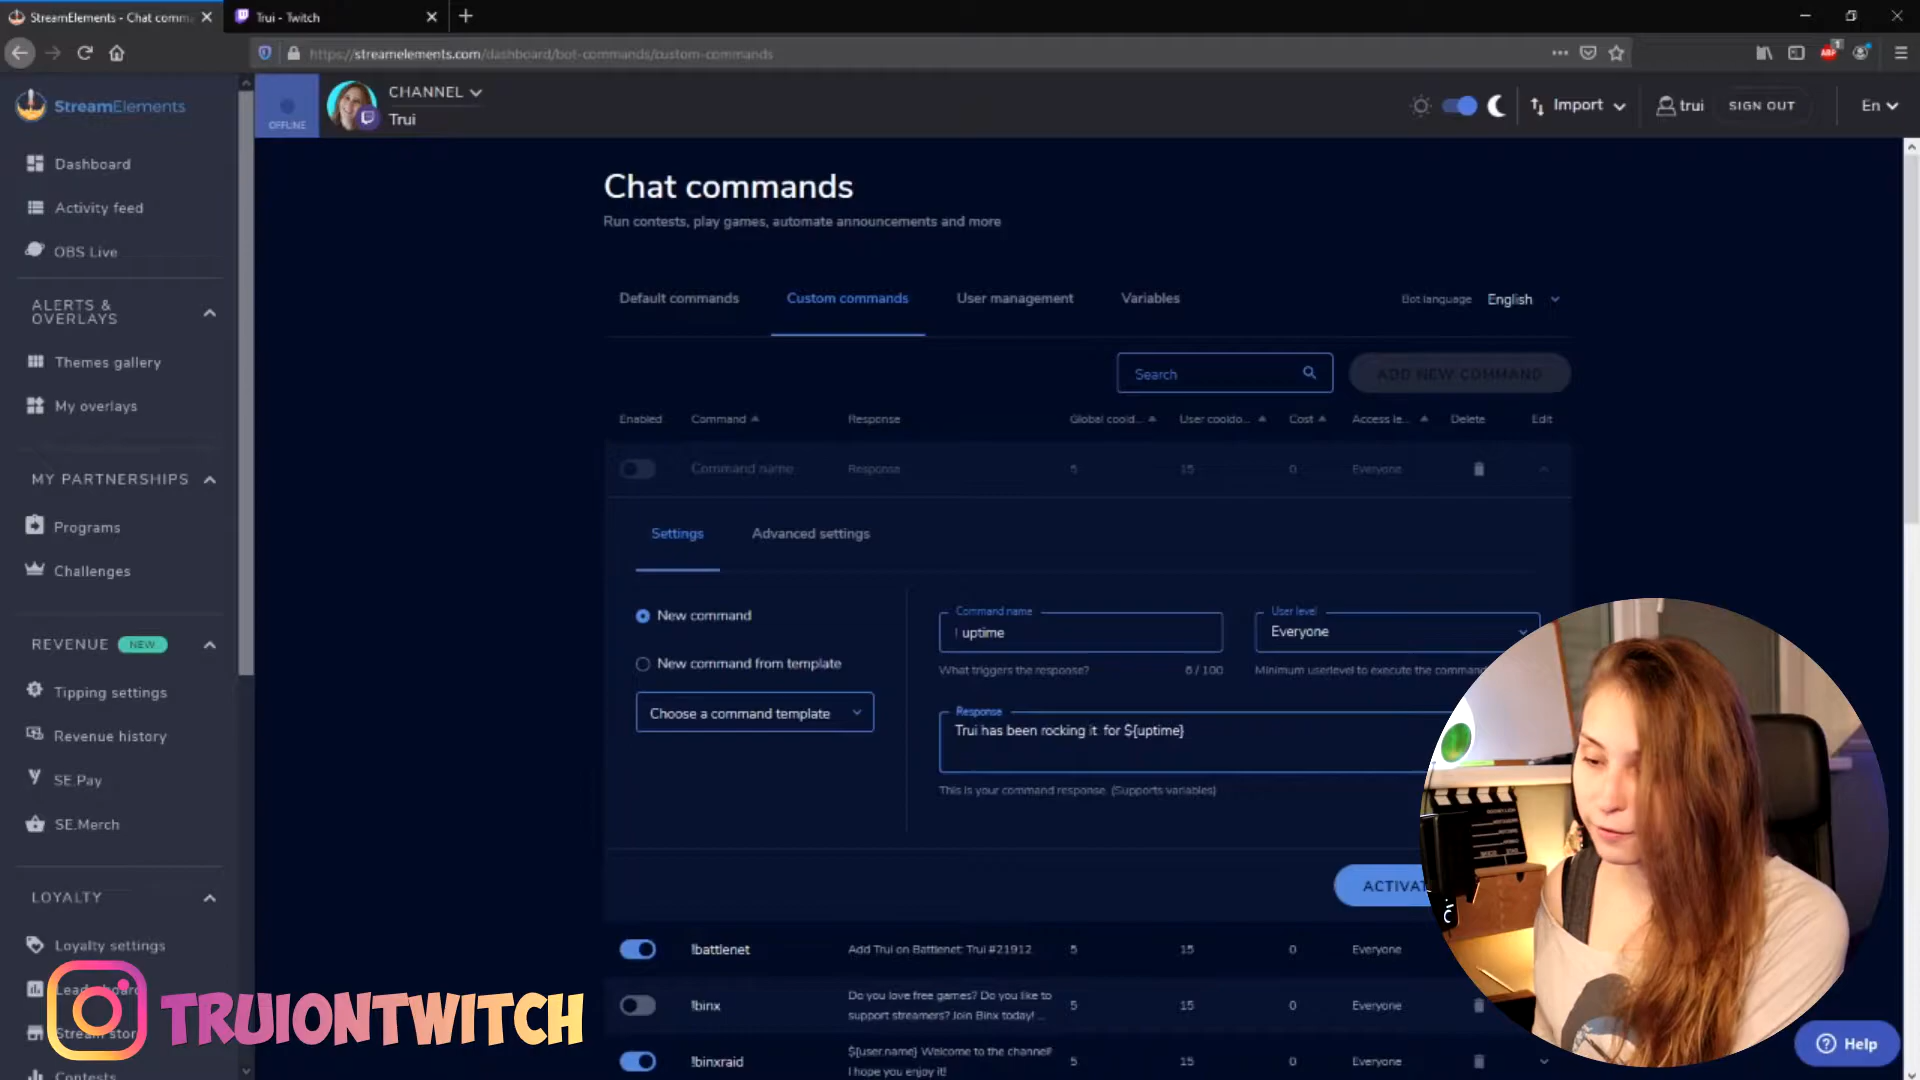 StreamElements - Chat comm
Trui - Twitch
https://streamelements.com/dashboard/bot-commands/custom-commands
StreamElements
OFFLINE
CHANNEL
Trui
Import
trui
SIGN OUT
En
Dashboard
Activity feed
OBS Live
ALERTS &
OVERLAYS
Themes gallery
My overlays
MY PARTNERSHIPS
Programs
Challenges
REVENUE NEW
Tipping settings
Revenue history
SE.Pay
SE.Merch
LOYALTY
Loyalty settings
Stream stor
Contests
Chat commands
Run contests, play games, automate announcements and more
Default commands
Custom commands
User management
Variables
Bot language English
Search
ADD NEW COMMAND
Enabled Command Response Global coold... User cooldo... Cost Access le... Delete Edit
Command name Response 5 15 0 Everyone
Settings
Advanced settings
New command
New command from template
Choose a command template
Command name
! uptime
What triggers the response? 6 / 100
User level
Everyone
Minimum userlevel to execute the comman
Response
Trui has been rocking it for ${uptime}
This is your command response. (Supports variables)
ACTIVAT
!battlenet Add Trui on Battlenet: Trui #21912 5 15 0 Everyone
!binx Do you love free games? Do you like to
support streamers? Join Binx today! ... 5 15 0 Everyone
!binxraid ${user.name} Welcome to the channel!
I hope you enjoy it! 5 15 0 Everyone
TRUIONTWITCH
Help